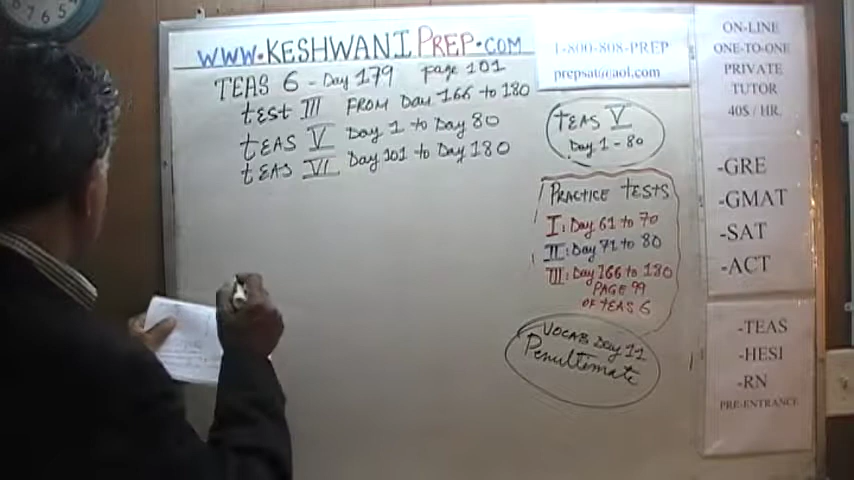 WWW.KESHWANIPREP.COM
TEAS 6 - Day 179 Page 101
test III FROM Day 166 to 180
tEAS V Day 1 to Day 80
tEAS VI Day 101 to Day 180
1-800-808-PREP
prepsat@aol.com
tEAS V
Day 1 - 80
PRACTICE tESTS
I: Day 61 to 70
II: Day 71 to 80
III: Day 166 to 180
PAGE 99
OF tEAS 6
VOCAB Day 11
Penultimate
ON-LINE
ONE-TO-ONE
PRIVATE
TUTOR
40$ / HR.
-GRE
-GMAT
-SAT
-ACT
-TEAS
-HESI
-RN
PRE-ENTRANCE
7 6 5